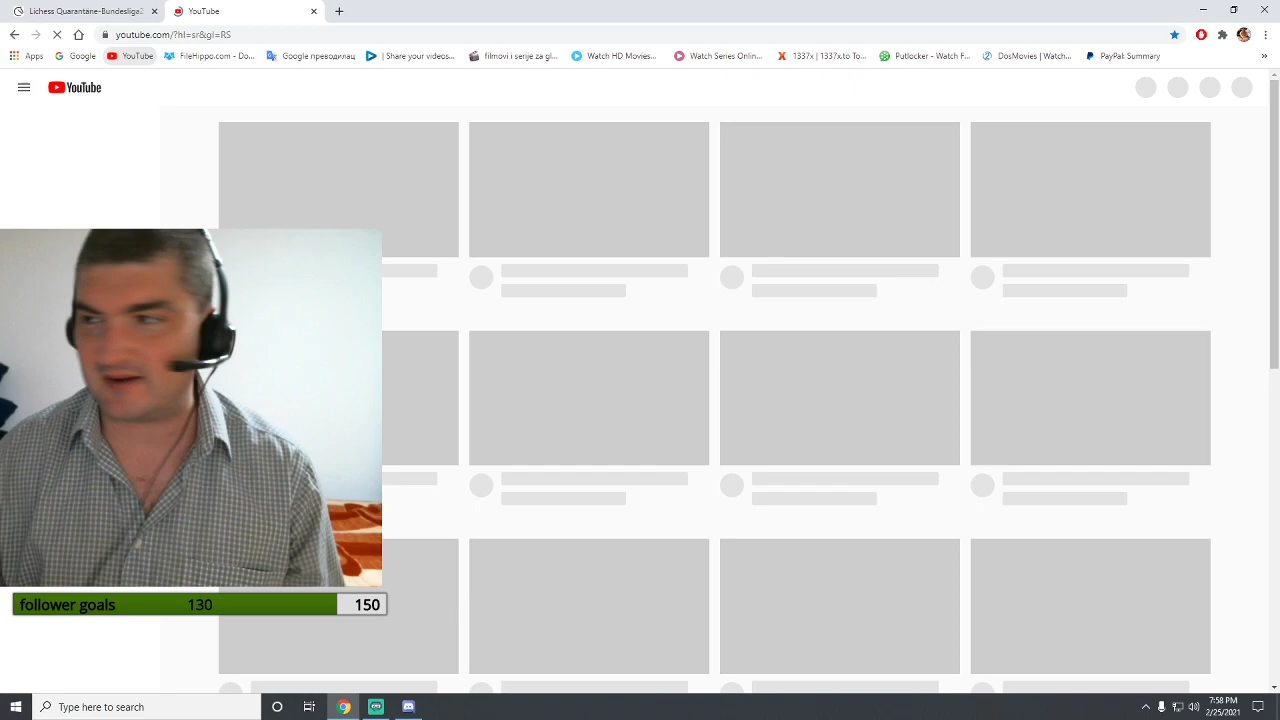 Lichess Quarantäne-Bundesliga2
YouTube
youtube.com/?hl=sr&gl=RS
Apps
Google
YouTube
FileHippo.com - Do...
Google преводилац
| Share your videos...
filmovi i serije za gl...
Watch HD Movies...
Watch Series Online...
1337x | 1337x.to To...
Putlocker - Watch F...
DosMovies | Watch...
PayPal: Summary
»
YouTube
follower goals 130 150
Type here to search
7:58 PM
2/25/2021